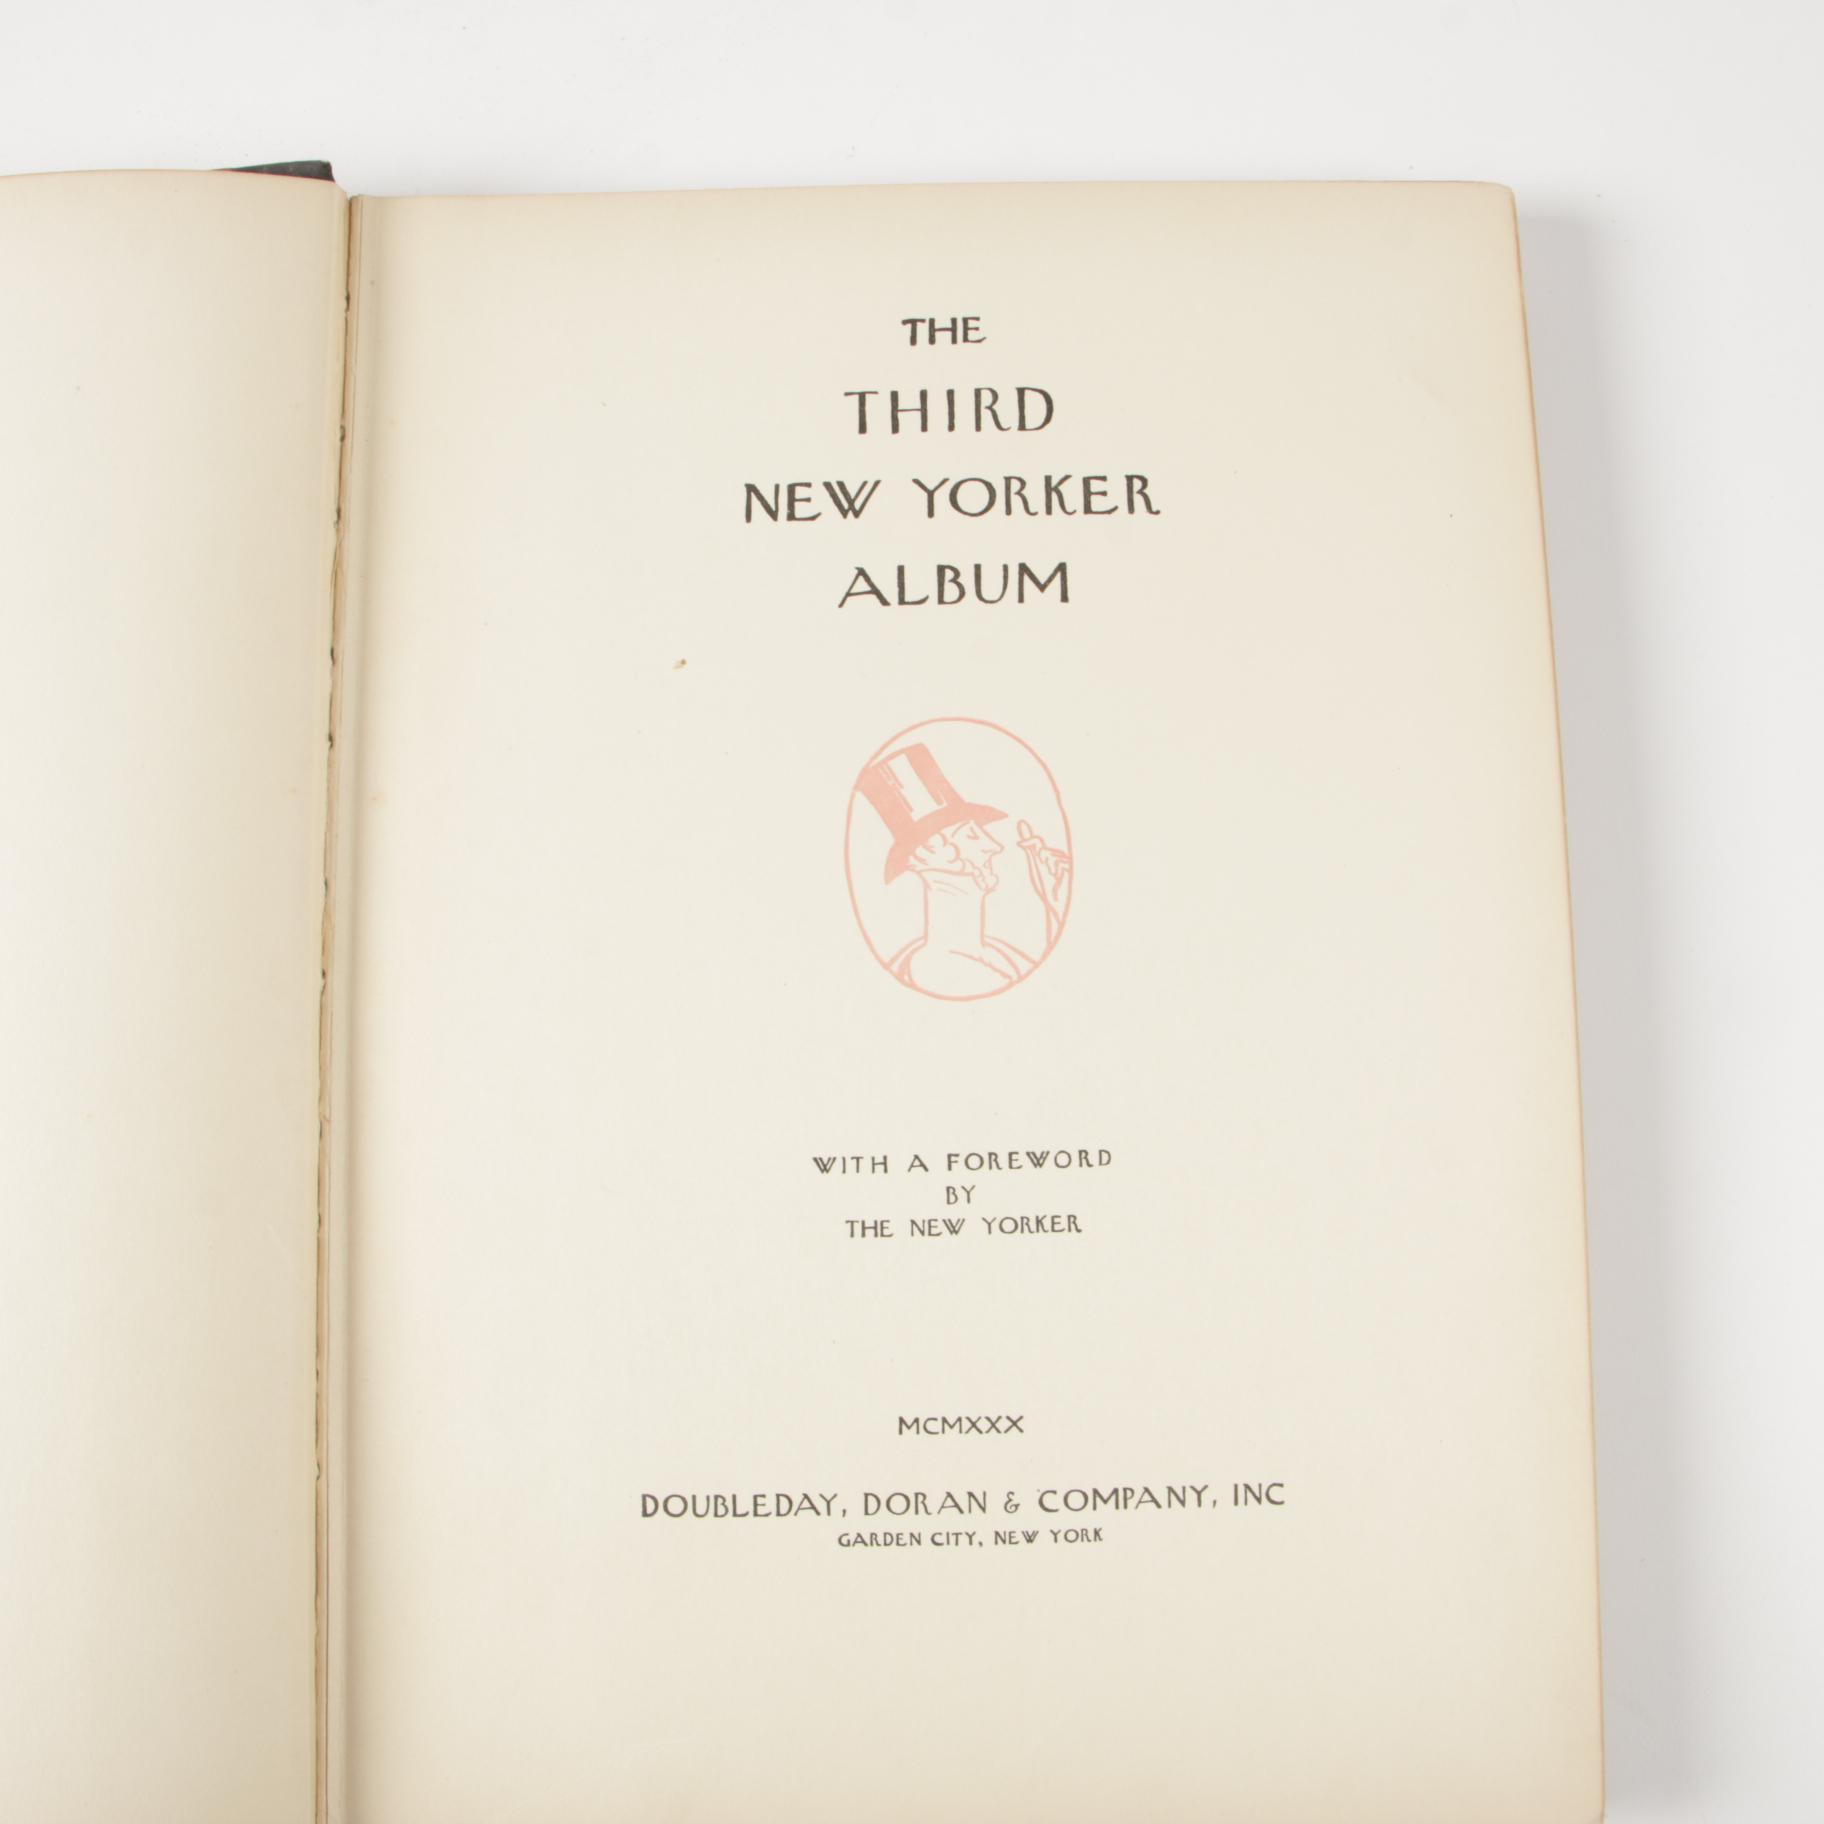 THE
THIRD
NEW YORKER
ALBUM
WITH A FOREWORD
BY
THE NEW YORKER
MCMXXX
DOUBLEDAY, DORAN & COMPANY, INC
GARDEN CITY, NEW YORK